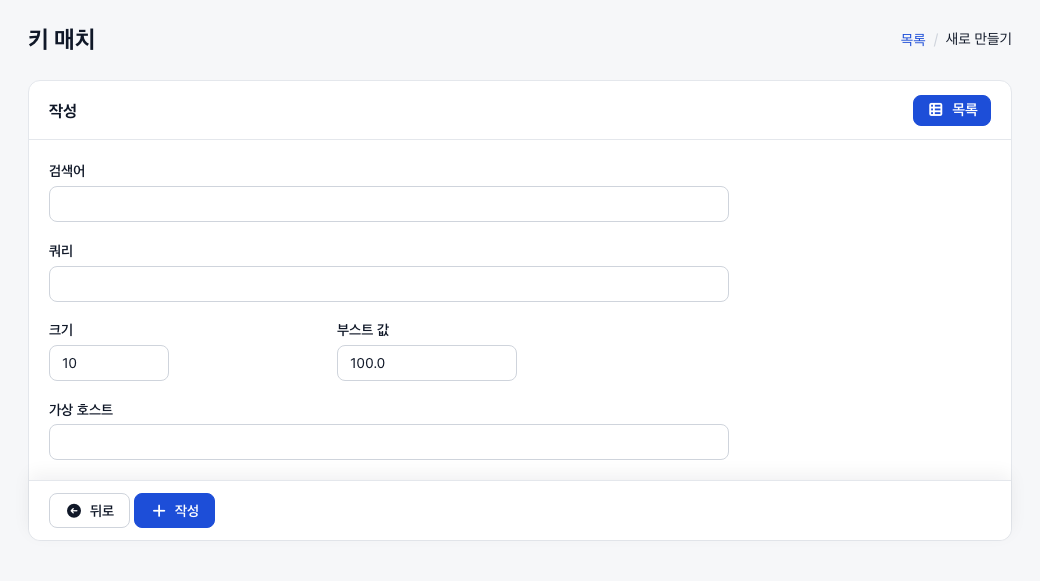 키 매치
목록 / 새로 만들기
작성
목록
검색어
쿼리
크기
부스트 값
10
100.0
가상 호스트
뒤로
작성